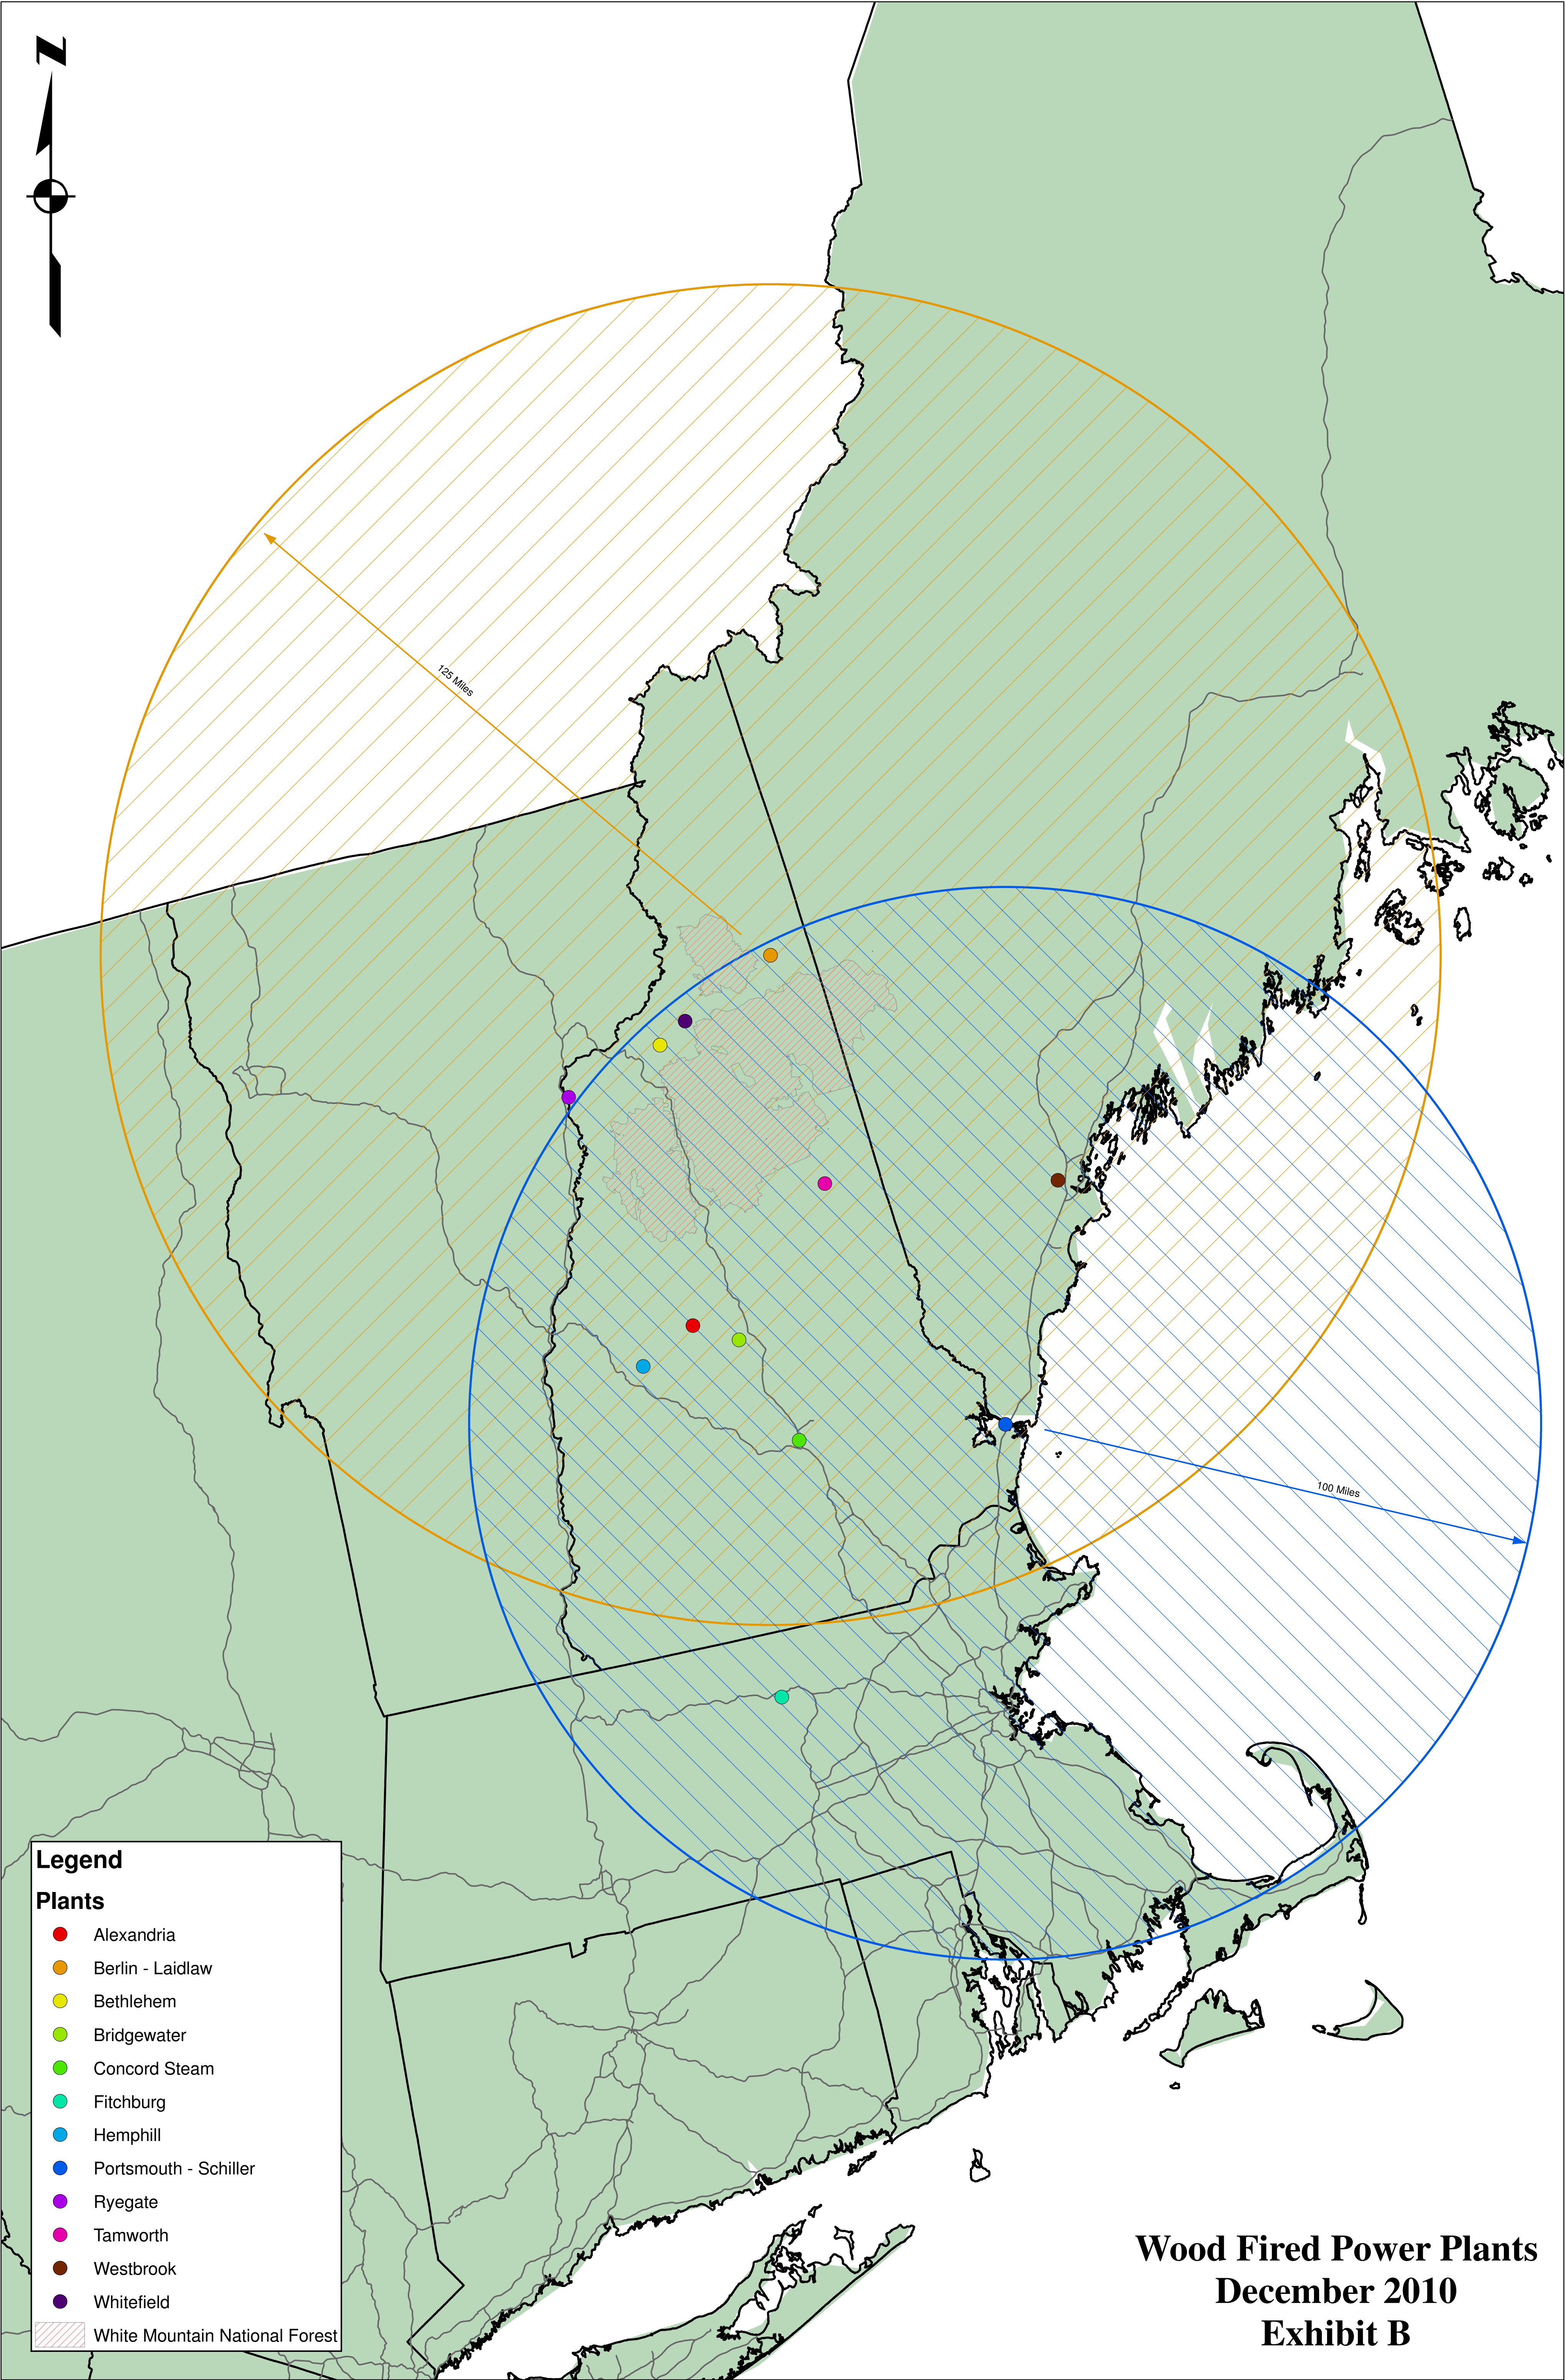 N
125 Miles
100 Miles
Legend
Plants
Alexandria
Berlin - Laidlaw
Bethlehem
Bridgewater
Concord Steam
Fitchburg
Hemphill
Portsmouth - Schiller
Ryegate
Tamworth
Westbrook
Whitefield
White Mountain National Forest
Wood Fired Power Plants
December 2010
Exhibit B